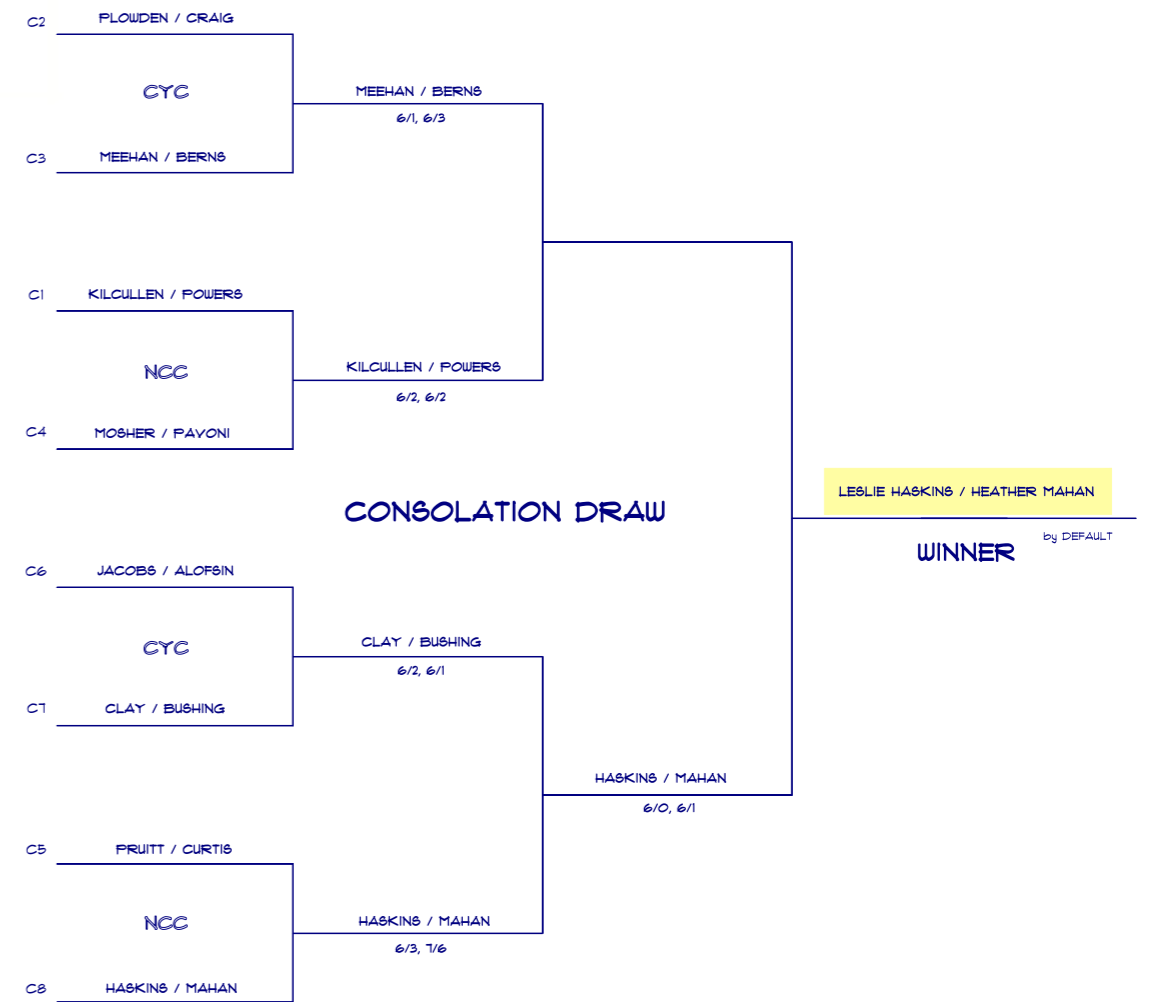 C2 PLOWDEN / CRAIG
CYC
MEEHAN / BERNS
6/1, 6/3
C3 MEEHAN / BERNS
C1 KILCULLEN / POWERS
NCC
KILCULLEN / POWERS
6/2, 6/2
C4 MOSHER / PAVONI
CONSOLATION DRAW
LESLIE HASKINS / HEATHER MAHAN
by DEFAULT
WINNER
C6 JACOBS / ALOFSIN
CYC
CLAY / BUSHING
6/2, 6/1
C7 CLAY / BUSHING
HASKINS / MAHAN
6/0, 6/1
C5 PRUITT / CURTIS
NCC
HASKINS / MAHAN
6/3, 7/6
C8 HASKINS / MAHAN